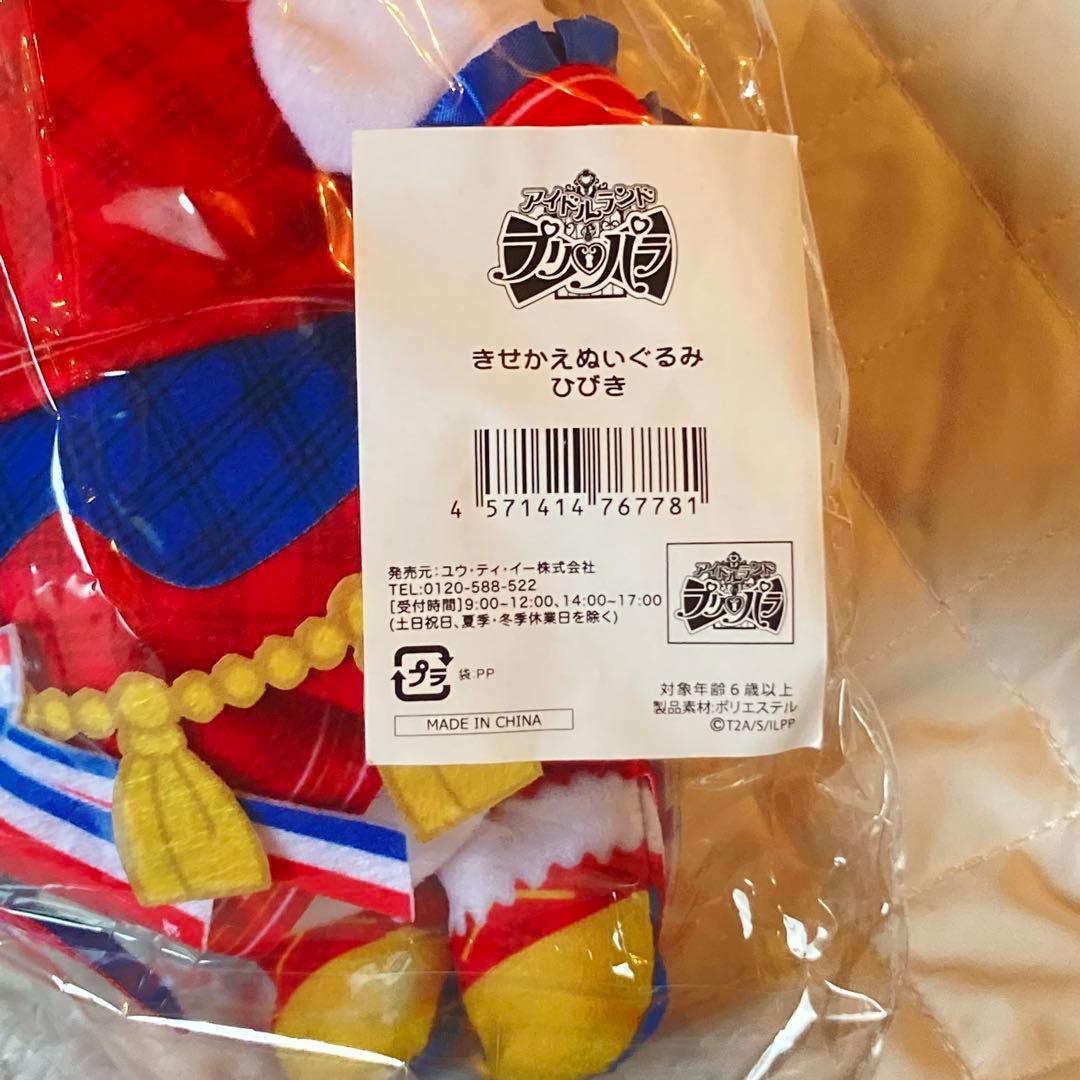 アイドルランド
プリパラ
きせかえぬいぐるみ
ひびき
4 571414 767781
発売元:ユウ・ティ・イー株式会社
TEL:0120-588-522
[受付時間]9:00~12:00、14:00~17:00
(土日祝日、夏季・冬季休業日を除く)
プラ
袋:PP
MADE IN CHINA
アイドルランド
プリパラ
対象年齢6歳以上
製品素材:ポリエステル
©T2A/S/ILPP